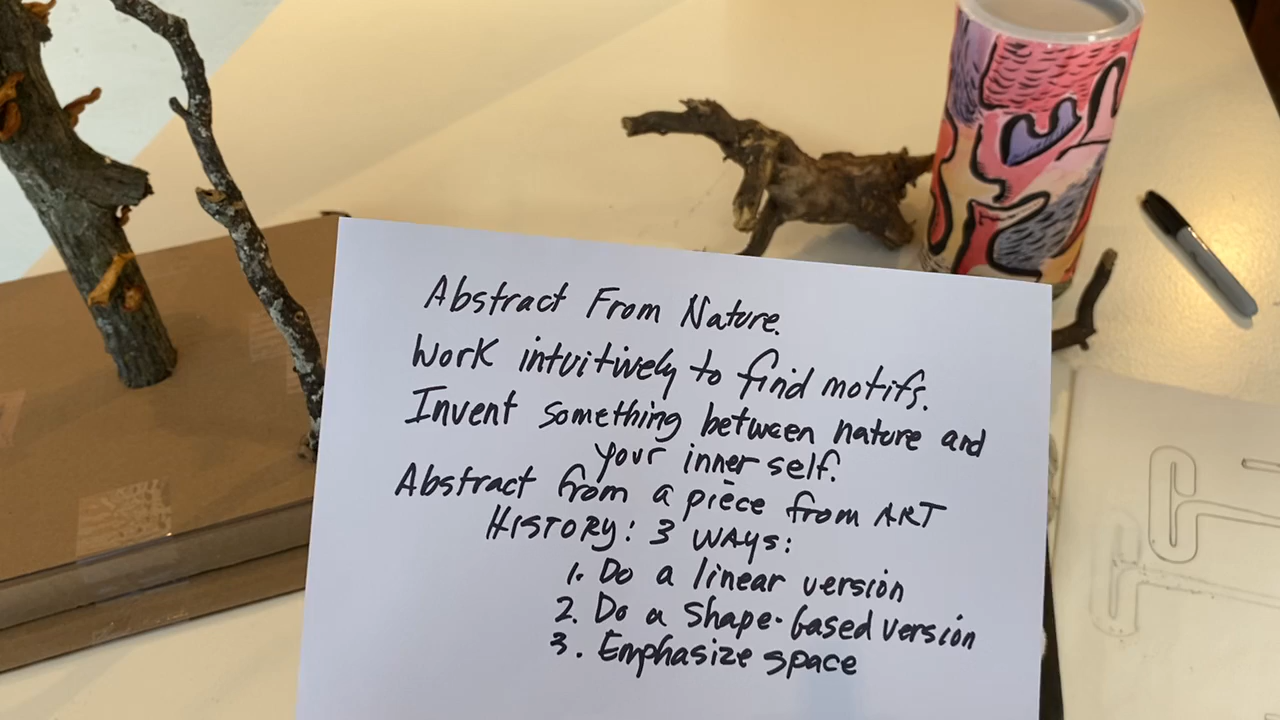 Abstract From Nature.
Work intuitively to find motifs.
Invent something between nature and
your inner self.
Abstract from a piece from ART
HISTORY: 3 WAYS:
1. Do a linear version
2. Do a shape-based version
3. Emphasize space